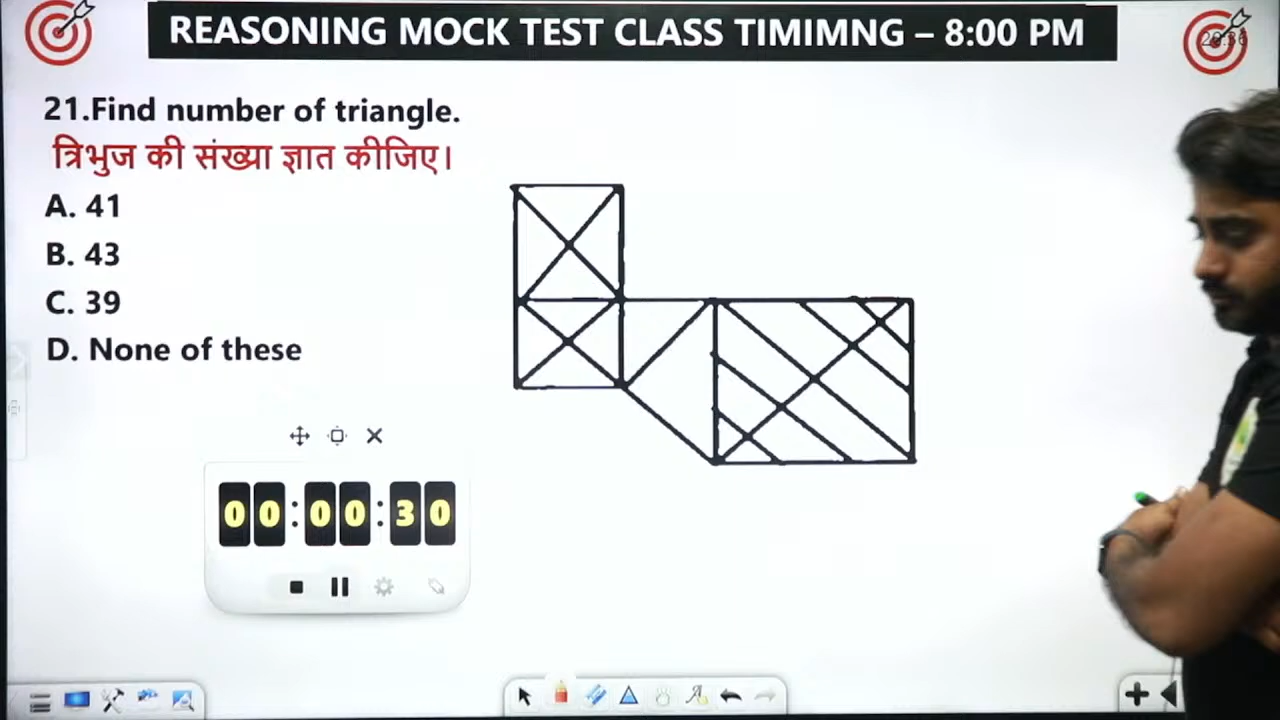 REASONING MOCK TEST CLASS TIMIMNG – 8:00 PM
21.Find number of triangle.
त्रिभुज की संख्या ज्ञात कीजिए।
A. 41
B. 43
C. 39
D. None of these
00:00:30